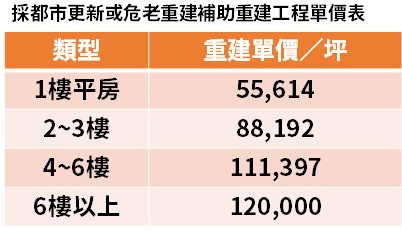 採都市更新或危老重建補助重建工程單價表
類型 重建單價／坪
1樓平房 55,614
2~3樓 88,192
4~6樓 111,397
6樓以上 120,000